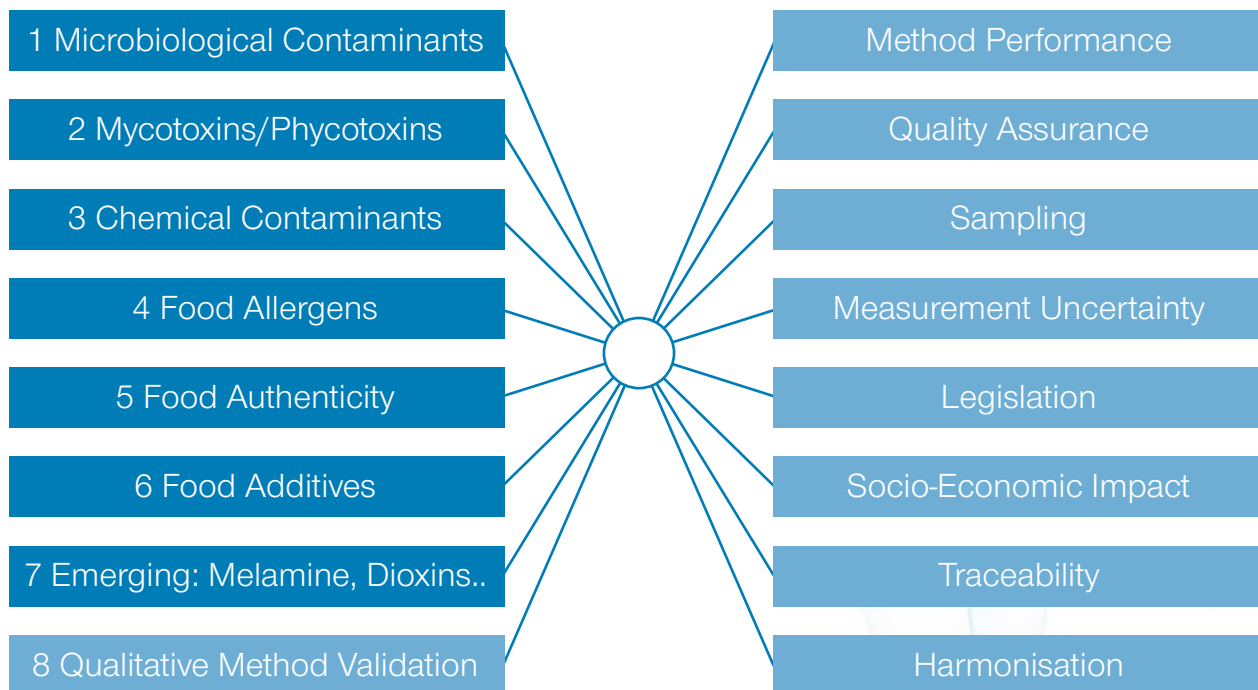 1 Microbiological Contaminants
2 Mycotoxins/Phycotoxins
3 Chemical Contaminants
4 Food Allergens
5 Food Authenticity
6 Food Additives
7 Emerging: Melamine, Dioxins..
8 Qualitative Method Validation
Method Performance
Quality Assurance
Sampling
Measurement Uncertainty
Legislation
Socio-Economic Impact
Traceability
Harmonisation